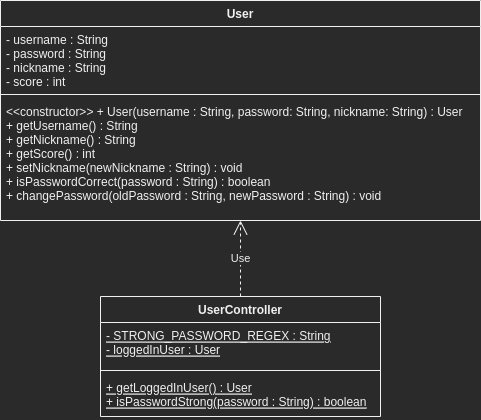 User
- username : String
- password : String
- nickname : String
- score : int
<<constructor>> + User(username : String, password: String, nickname: String) : User
+ getUsername() : String
+ getNickname() : String
+ getScore() : int
+ setNickname(newNickname : String) : void
+ isPasswordCorrect(password : String) : boolean
+ changePassword(oldPassword : String, newPassword : String) : void
Use
UserController
- STRONG_PASSWORD_REGEX : String
- loggedInUser : User
+ getLoggedInUser() : User
+ isPasswordStrong(password : String) : boolean